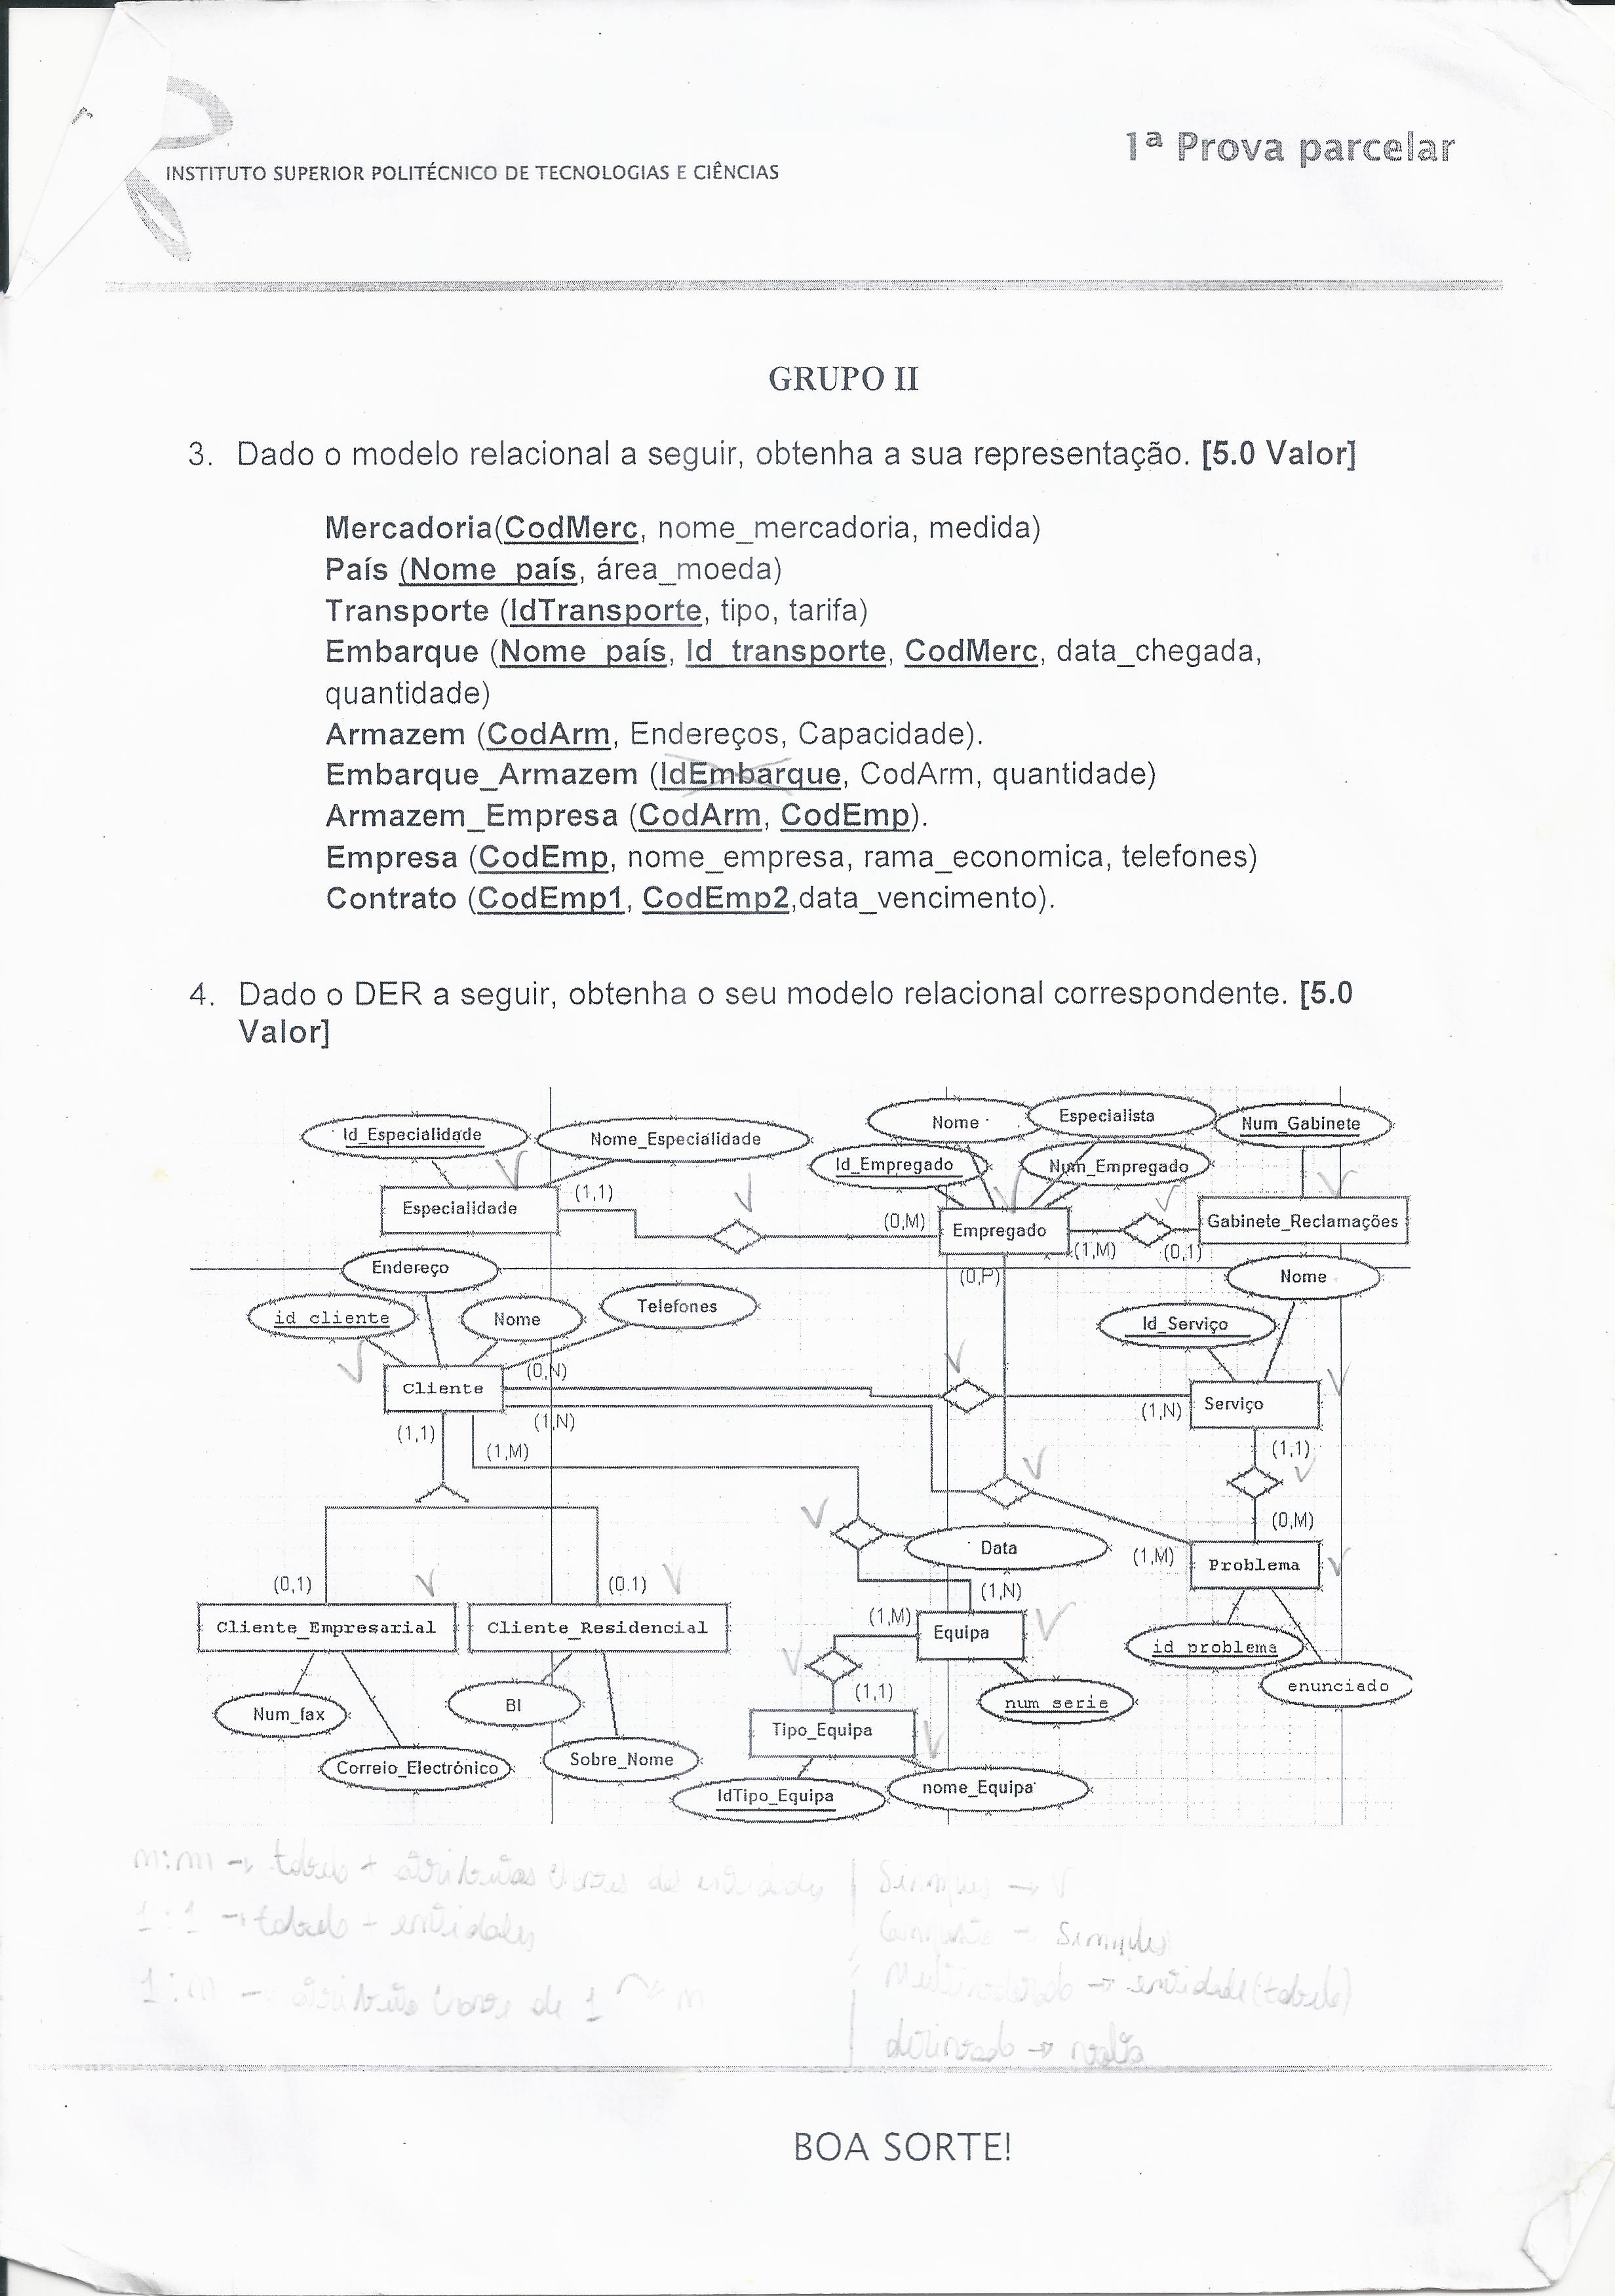 1ª Prova parcelar
INSTITUTO SUPERIOR POLITÉCNICO DE TECNOLOGIAS E CIÊNCIAS
GRUPO II
3. Dado o modelo relacional a seguir, obtenha a sua representação. [5.0 Valor]
Mercadoria(CodMerc, nome_mercadoria, medida)
País (Nome_país, área_moeda)
Transporte (IdTransporte, tipo, tarifa)
Embarque (Nome_país, Id_transporte, CodMerc, data_chegada,
quantidade)
Armazem (CodArm, Endereços, Capacidade).
Embarque_Armazem (IdEmbarque, CodArm, quantidade)
Armazem_Empresa (CodArm, CodEmp).
Empresa (CodEmp, nome_empresa, rama_economica, telefones)
Contrato (CodEmp1, CodEmp2,data_vencimento).
4. Dado o DER a seguir, obtenha o seu modelo relacional correspondente. [5.0
Valor]
Id_Especialidade
Nome_Especialidade
Nome
Especialista
Num_Gabinete
Id_Empregado
Num_Empregado
Especialidade
(1,1)
(0,M)
Empregado
(1,M)
(0,1)
Gabinete_Reclamações
Endereço
(0,P)
Nome
id_cliente
Nome
Telefones
Id_Serviço
Cliente
(0,N)
(1,N)
Serviço
(1,1)
(1,N)
(1,M)
(1,1)
(0,M)
Data
(1,M)
Problema
(0,1)
(0.1)
(1,N)
Cliente_Empresarial
Cliente_Residencial
(1,M)
Equipa
id_problema
enunciado
Num_fax
BI
(1,1)
num_serie
Correio_Electrónico
Sobre_Nome
Tipo_Equipa
IdTipo_Equipa
nome_Equipa
m:m → tabela + atributos chaves das entidades
1:1 → tabela - entidades
1:m → atributo chave de 1 m
Simples → V
Simples
→ entidade (tabela)
derivado →
BOA SORTE!